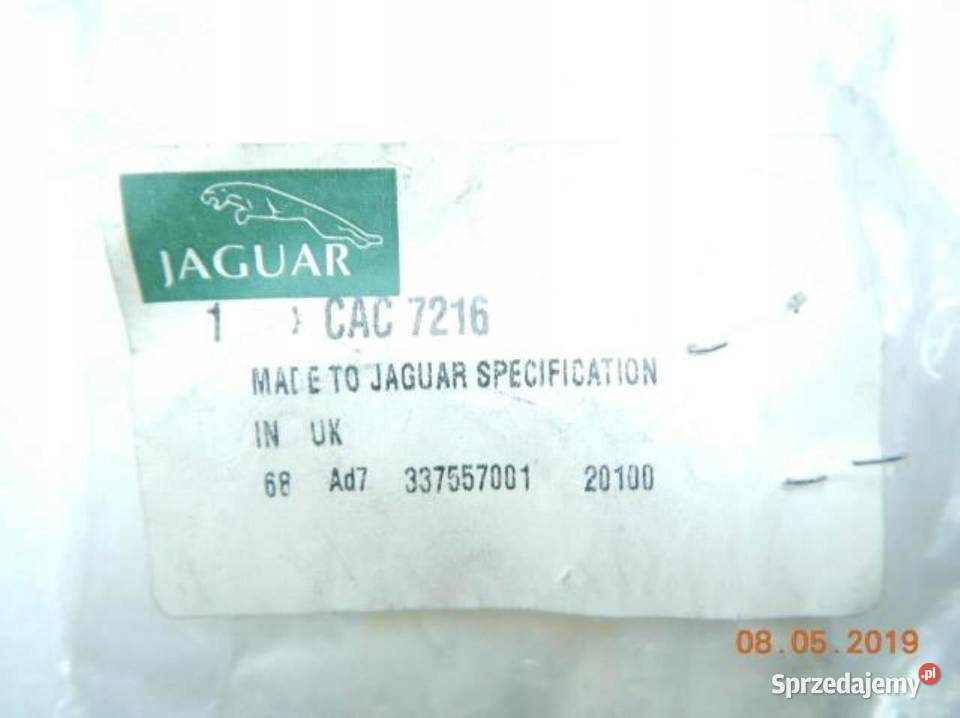 JAGUAR
1 X CAC 7216
MADE TO JAGUAR SPECIFICATION
IN UK
68 Ad7 337557001 20100
08.05.2019
Sprzedajemy.pl